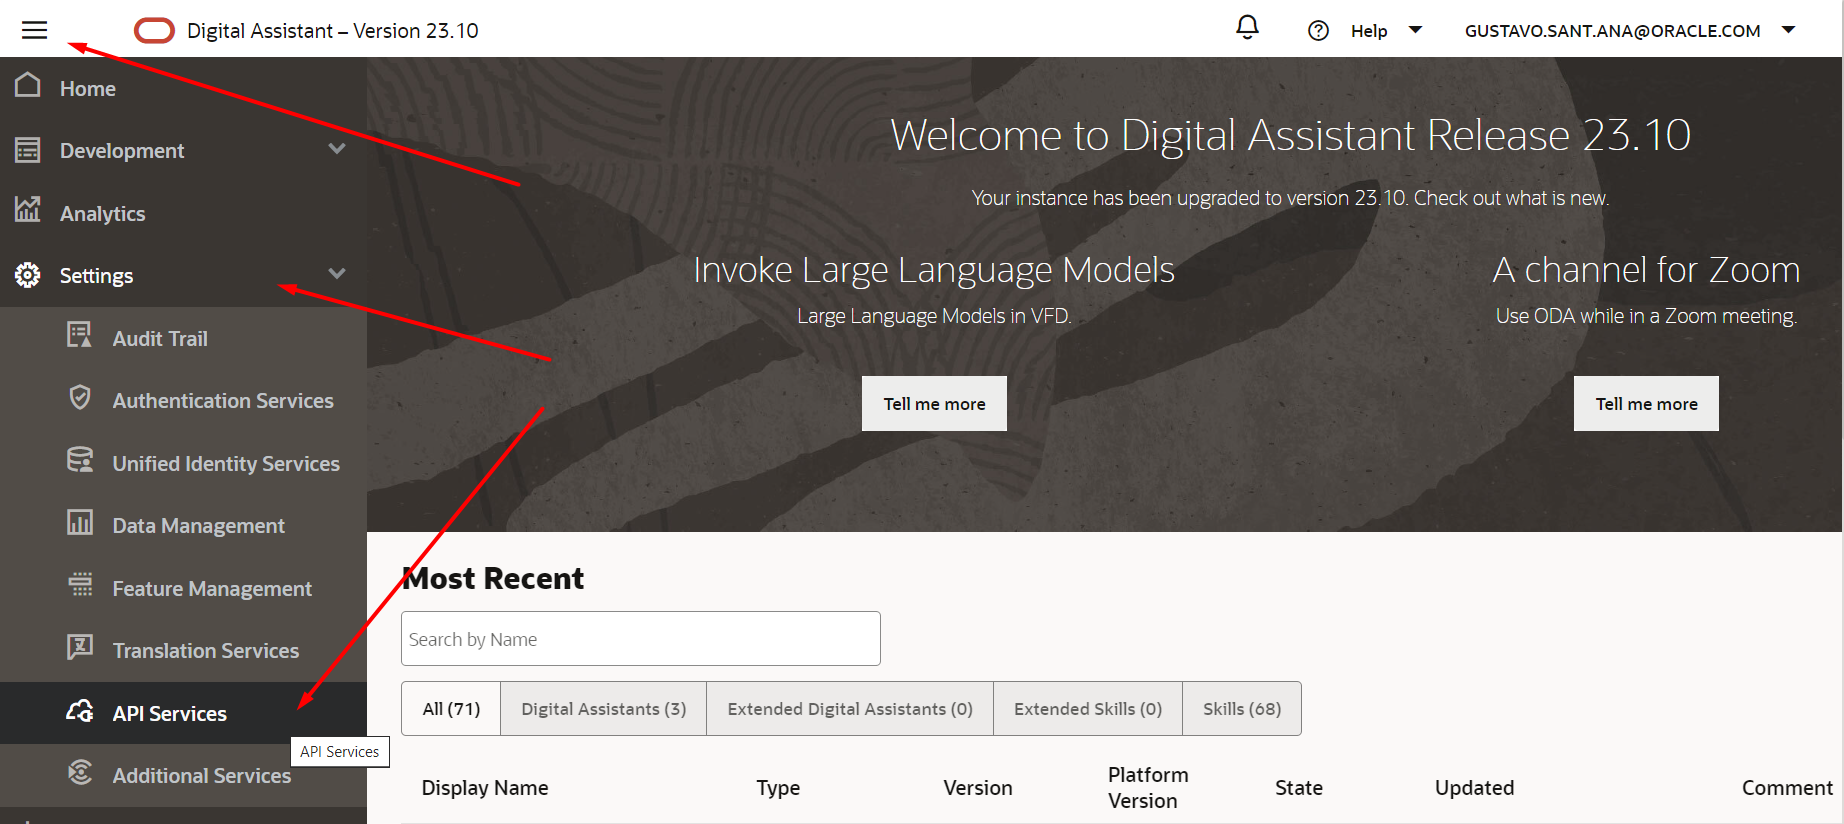 Digital Assistant – Version 23.10
Help
GUSTAVO.SANT.ANA@ORACLE.COM
Home
Development
Analytics
Settings
Audit Trail
Authentication Services
Unified Identity Services
Data Management
Feature Management
Translation Services
API Services
API Services
Additional Services
Welcome to Digital Assistant Release 23.10
Your instance has been upgraded to version 23.10. Check out what is new.
Invoke Large Language Models
Large Language Models in VFD.
Tell me more
A channel for Zoom
Use ODA while in a Zoom meeting.
Tell me more
Most Recent
Search by Name
All (71)
Digital Assistants (3)
Extended Digital Assistants (0)
Extended Skills (0)
Skills (68)
Display Name
Type
Version
Platform
Version
State
Updated
Comment